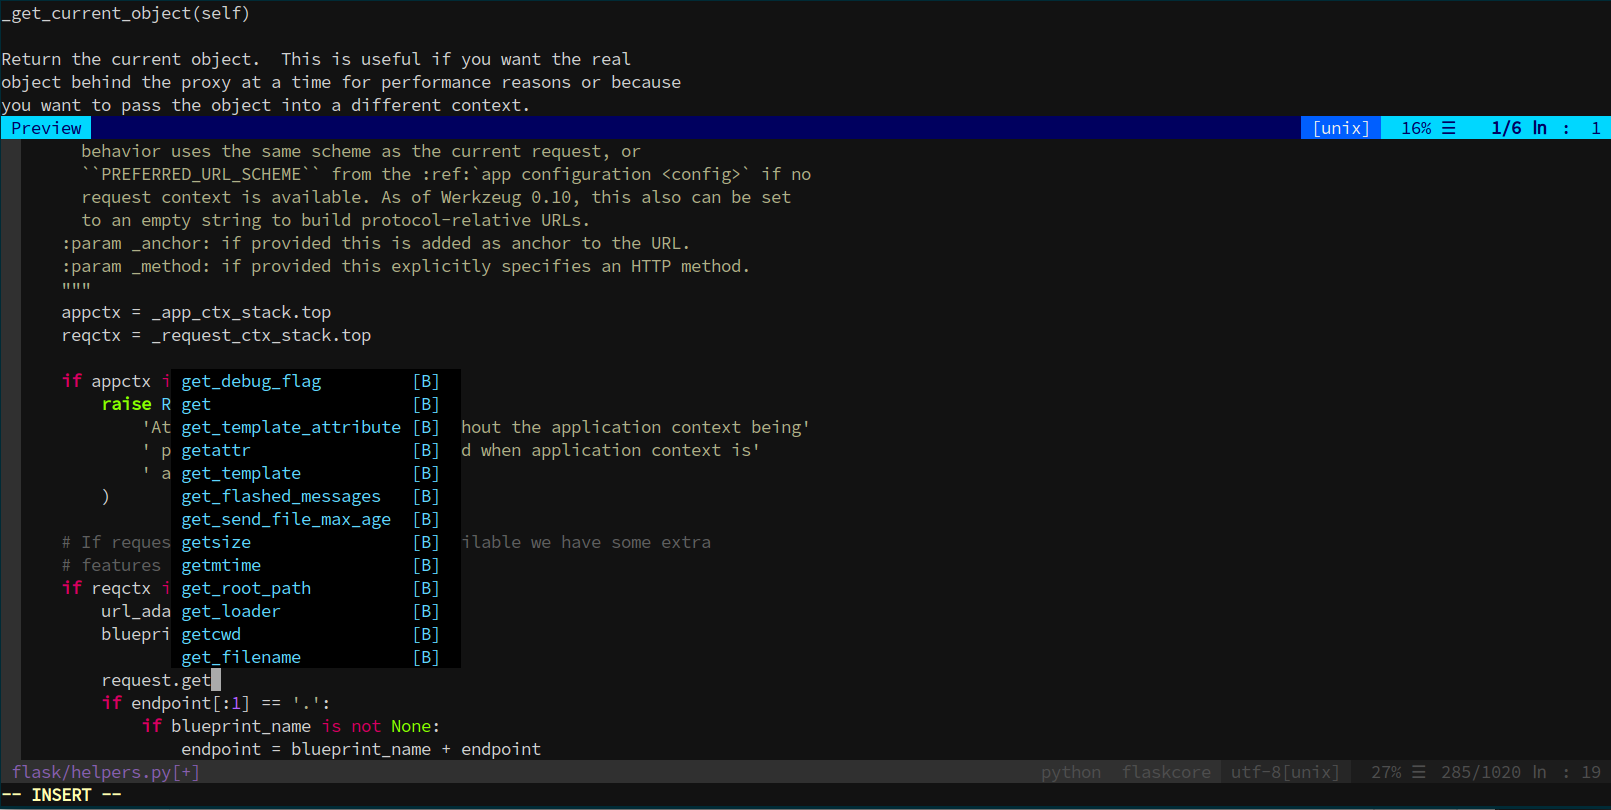 _get_current_object(self)
Return the current object.  This is useful if you want the real
object behind the proxy at a time for performance reasons or because
you want to pass the object into a different context.
Preview [unix] 16% ☰ 1/6 ln : 1
behavior uses the same scheme as the current request, or
``PREFERRED_URL_SCHEME`` from the :ref:`app configuration <config>` if no
request context is available. As of Werkzeug 0.10, this also can be set
to an empty string to build protocol-relative URLs.
:param _anchor: if provided this is added as anchor to the URL.
:param _method: if provided this explicitly specifies an HTTP method.
"""
appctx = _app_ctx_stack.top
reqctx = _request_ctx_stack.top
if appctx i get_debug_flag [B]
raise R get [B]
'At get_template_attribute [B] hout the application context being'
' p getattr [B] d when application context is'
' a get_template [B]
) get_flashed_messages [B]
get_send_file_max_age [B]
# If reques getsize [B] ilable we have some extra
# features getmtime [B]
if reqctx i get_root_path [B]
url_ada get_loader [B]
bluepri getcwd [B]
get_filename [B]
request.get
if endpoint[:1] == '.':
if blueprint_name is not None:
endpoint = blueprint_name + endpoint
flask/helpers.py[+] python flaskcore utf-8[unix] 27% ☰ 285/1020 ln : 19
-- INSERT --